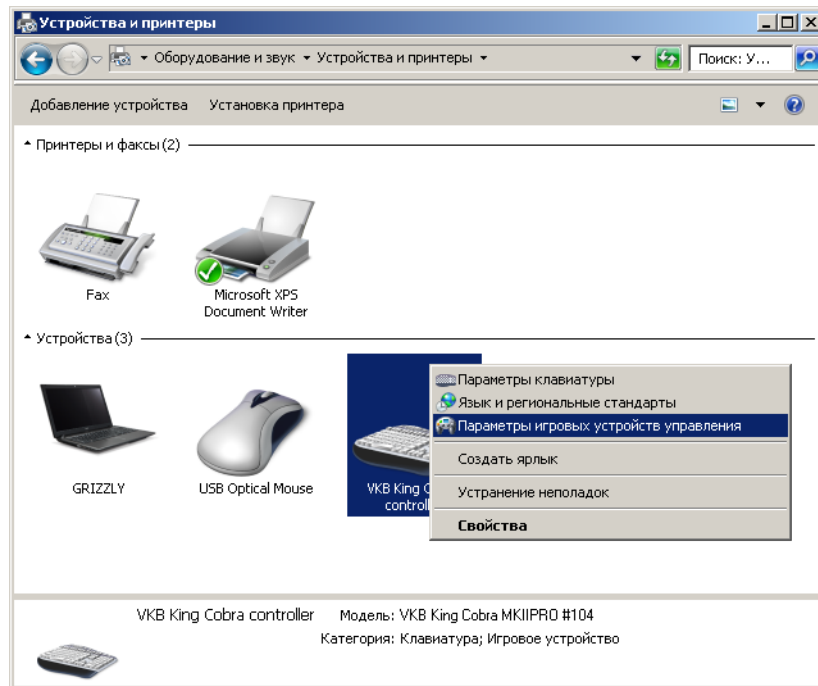 Устройства и принтеры
Оборудование и звук Устройства и принтеры Поиск: У...
Добавление устройства Установка принтера
Принтеры и факсы (2)
Fax
Microsoft XPS
Document Writer
Устройства (3)
Параметры клавиатуры
Язык и региональные стандарты
Параметры игровых устройств управления
Создать ярлык
Устранение неполадок
Свойства
GRIZZLY
USB Optical Mouse
VKB King
VKB King Cobra controller Модель: VKB King Cobra MKIIPRO #104
Категория: Клавиатура; Игровое устройство